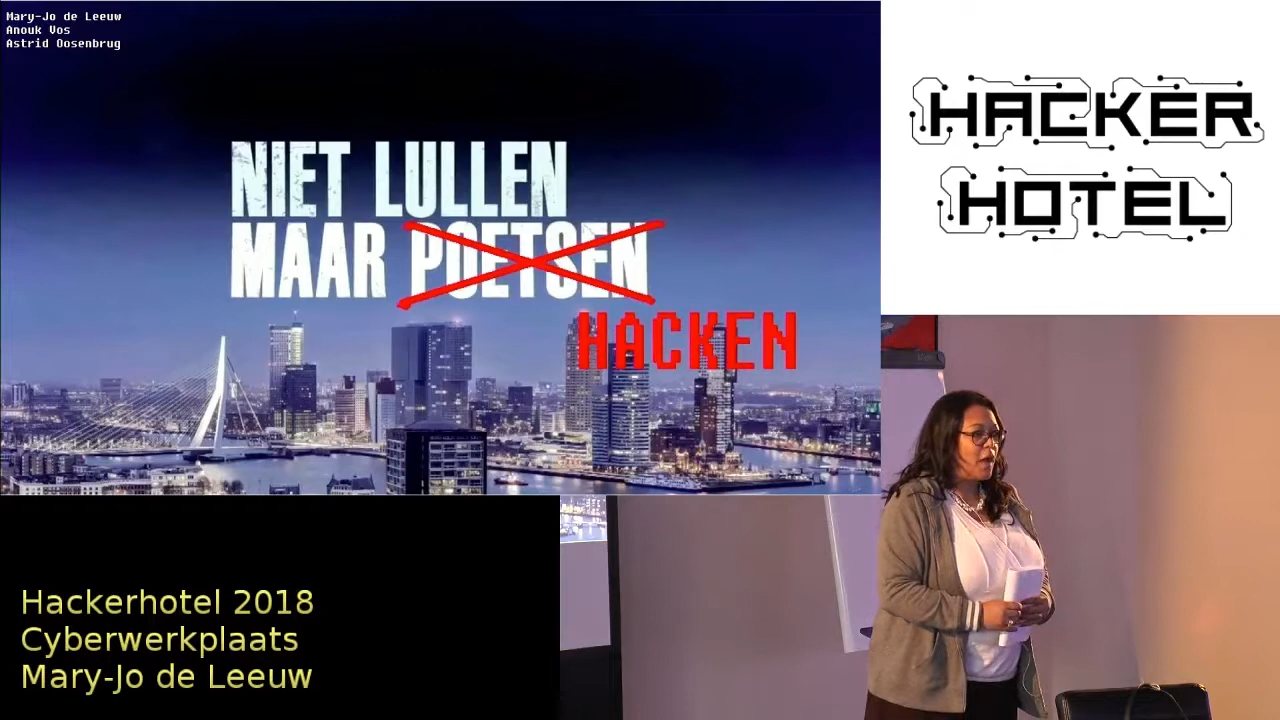 Mary-Jo de Leeuw
Anouk Vos
Astrid Oosenbrug
NIET LULLEN
MAAR POETSEN
HACKEN
HACKER
HOTEL
Hackerhotel 2018
Cyberwerkplaats
Mary-Jo de Leeuw